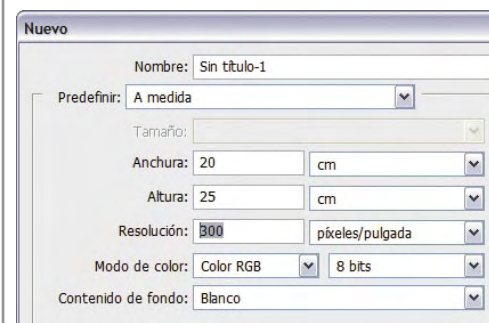 Nuevo
Nombre: Sin título-1
Predefinir: A medida
Tamaño:
Anchura: 20 cm
Altura: 25 cm
Resolución: 300 píxeles/pulgada
Modo de color: Color RGB 8 bits
Contenido de fondo: Blanco